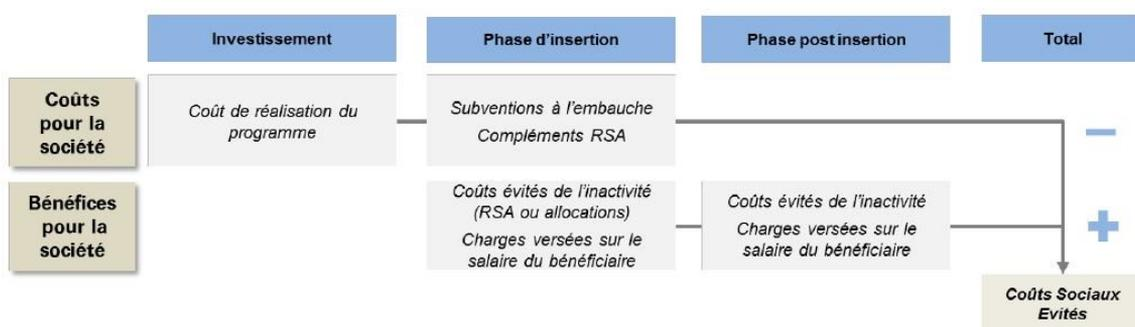 Investissement
Phase d'insertion
Phase post insertion
Total
Coûts
pour la
société
Coût de réalisation du
programme
Subventions à l'embauche
Compléments RSA
−
Bénéfices
pour la
société
Coûts évités de l'inactivité
(RSA ou allocations)
Charges versées sur le
salaire du bénéficiaire
Coûts évités de l'inactivité
Charges versées sur le
salaire du bénéficiaire
+
Coûts Sociaux
Evités